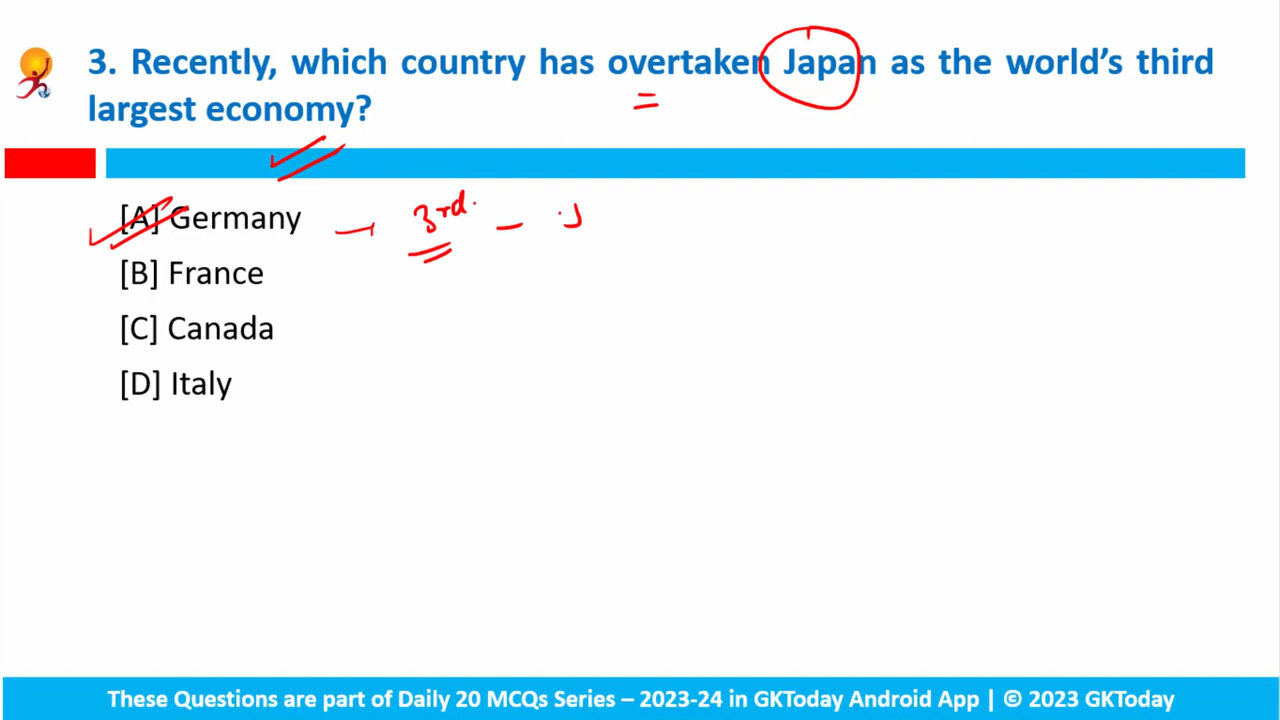 3. Recently, which country has overtaken Japan as the world's third
largest economy?
[A] Germany → 3rd. - J
[B] France
[C] Canada
[D] Italy
These Questions are part of Daily 20 MCQs Series – 2023-24 in GKToday Android App | © 2023 GKToday